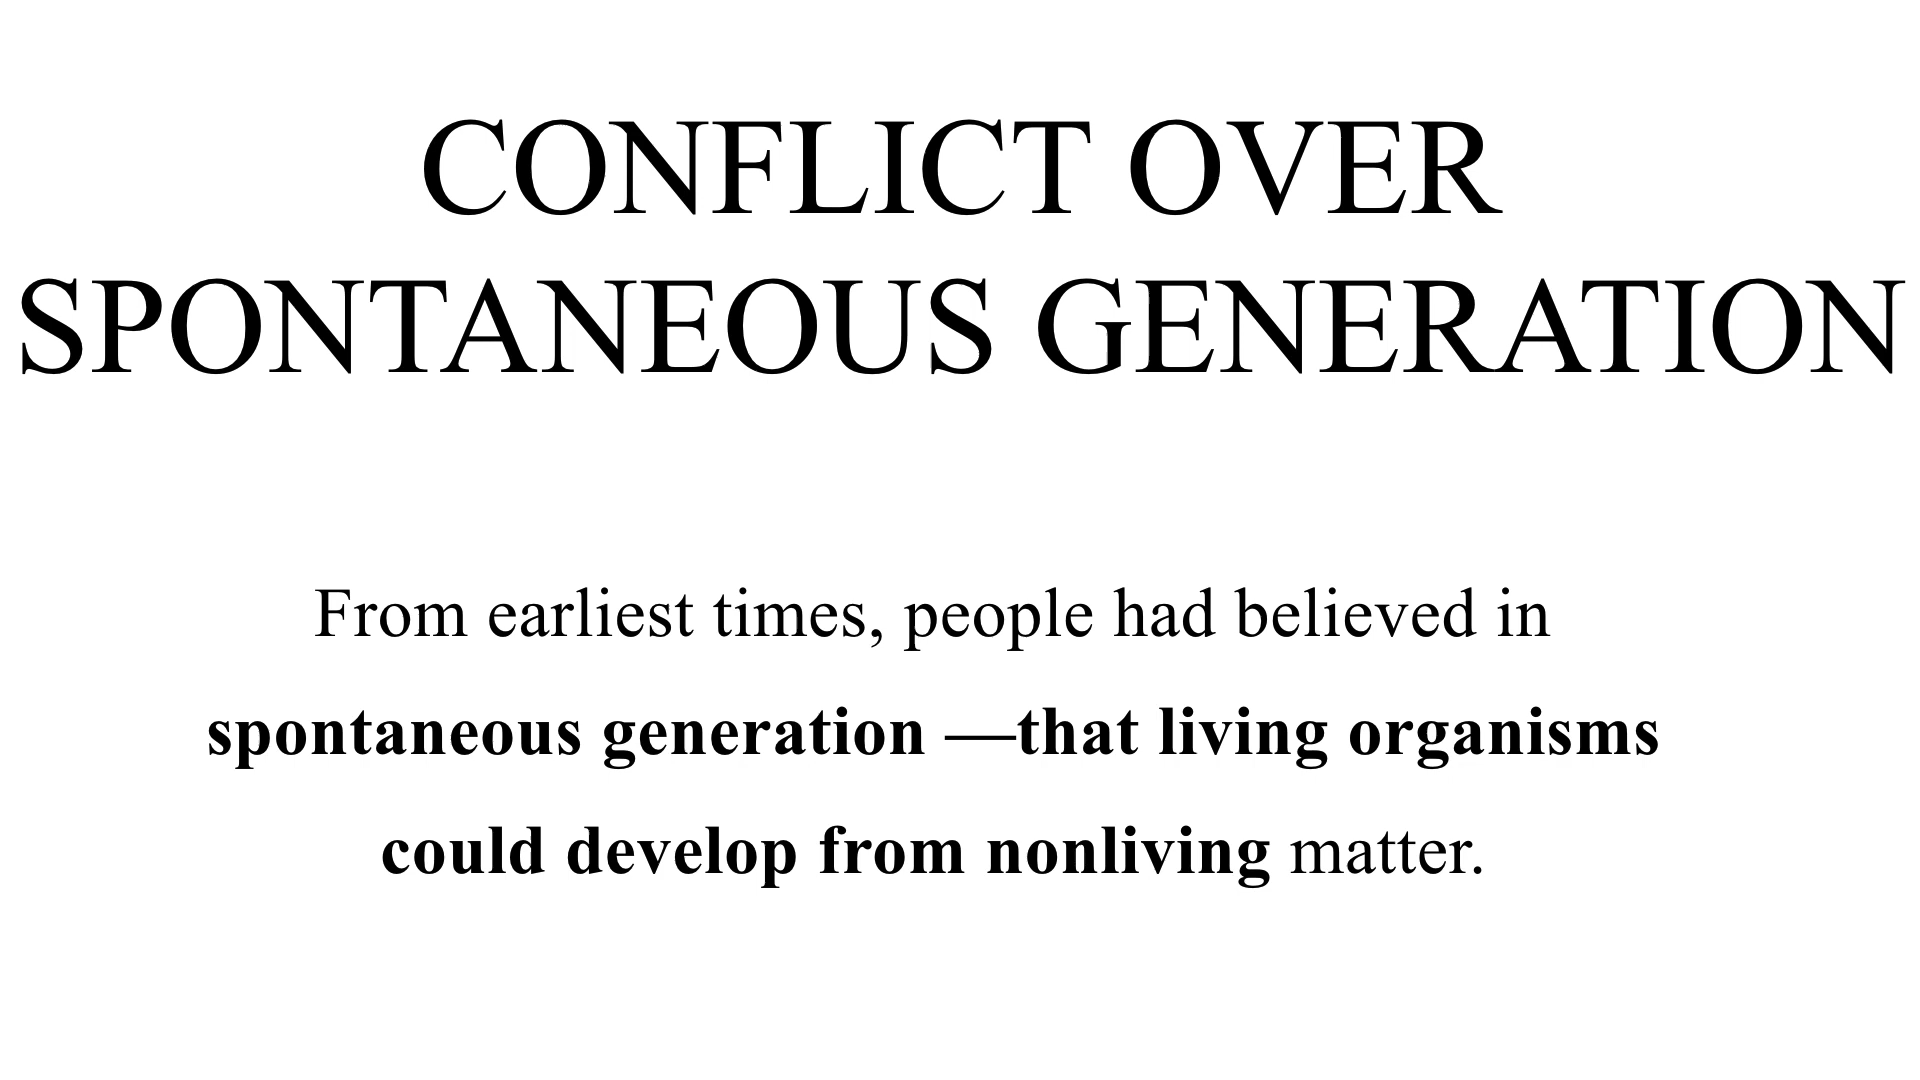 CONFLICT OVER
SPONTANEOUS GENERATION
From earliest times, people had believed in
spontaneous generation —that living organisms
could develop from nonliving matter.